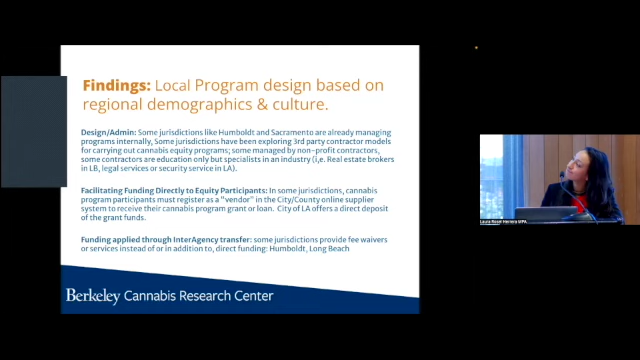 Findings: Local Program design based on
regional demographics & culture.
Design/Admin: Some jurisdictions like Humboldt and Sacramento are already managing
programs internally, Some jurisdictions have been exploring 3rd party contractor models
for carrying out cannabis equity programs; some managed by non-profit contractors,
some contractors are education only but specialists in an industry (i,e. Real estate brokers
in LB, legal services or security service in LA).
Facilitating Funding Directly to Equity Participants: In some jurisdictions, cannabis
program participants must register as a "vendor" in the City/County online supplier
system to receive their cannabis program grant or loan. City of LA offers a direct deposit
of the grant funds.
Funding applied through InterAgency transfer: some jurisdictions provide fee waivers
or services instead of or in addition to, direct funding: Humboldt, Long Beach
Berkeley Cannabis Research Center
Laura Rosel Herrera MPA